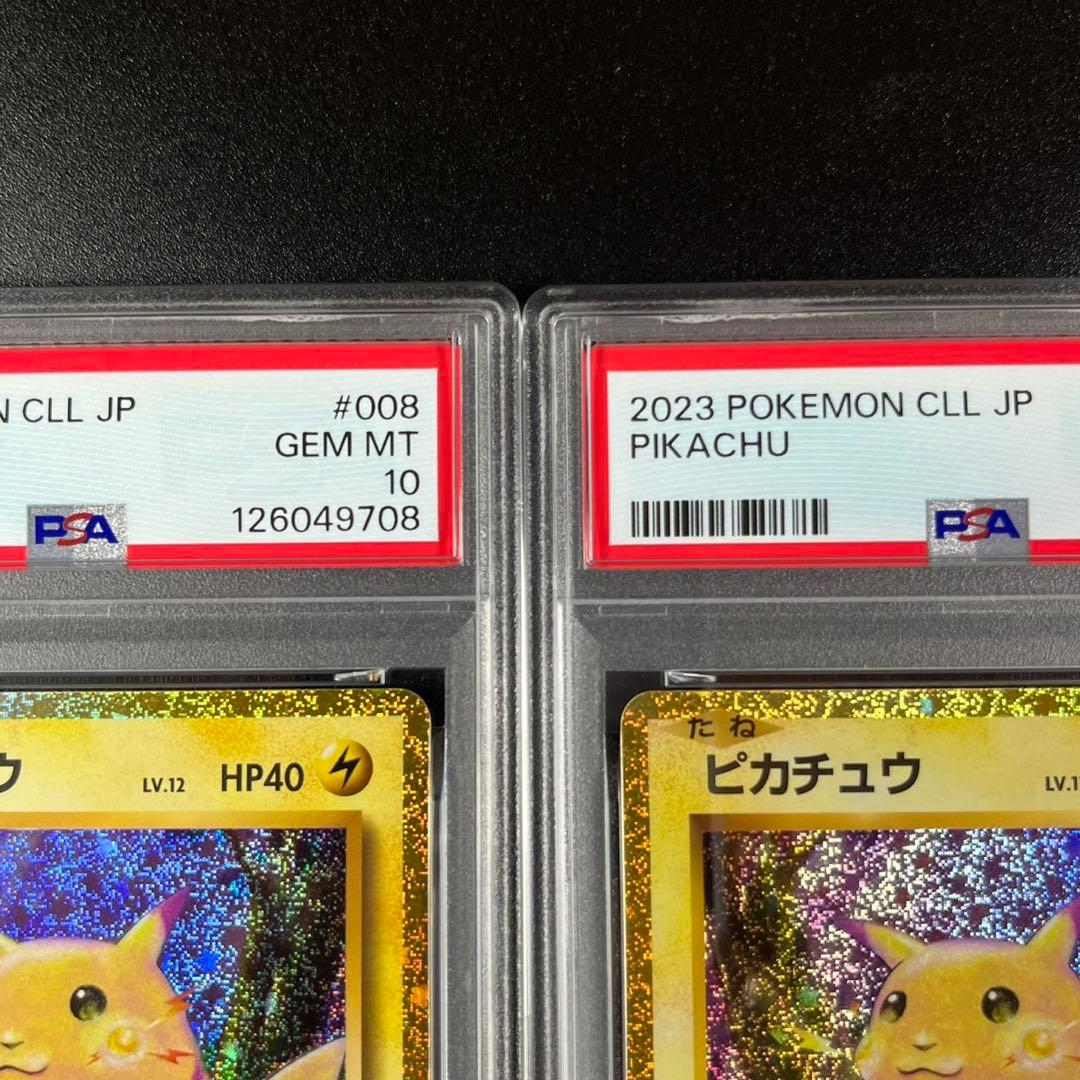 CLL JP
#008
GEM MT
10
PSA
126049708
2023 POKEMON CLL JP
PIKACHU
PSA
ウ LV.12 HP40
たね
ピカチュウ